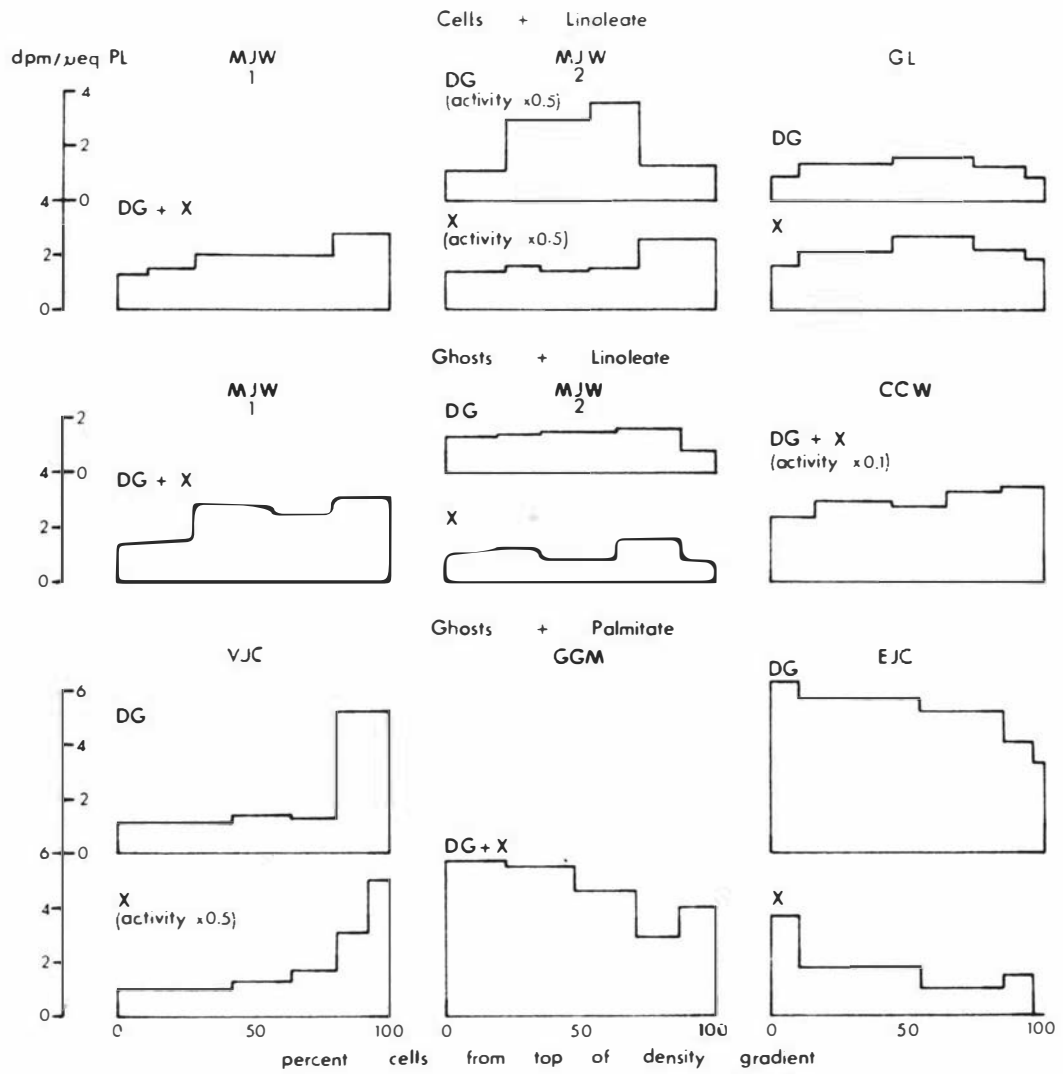 Cells + Linoleate
dpm/μeq PL MJW MJW GL
1 2
4
2
0
DG
(activity x0.5)
DG
4
2
0
DG + X
X
(activity x0.5)
X
Ghosts + Linoleate
MJW MJW CCW
1 2
2
0
DG
4
2
0
DG + X
X
DG + X
(activity x0.1)
Ghosts + Palmitate
VJC GGM EJC
6
4
2
0
DG
DG
6
4
2
0
X
(activity x0.5)
DG + X
X
0 50 100 0 50 100 0 50 100
percent cells from top of density gradient